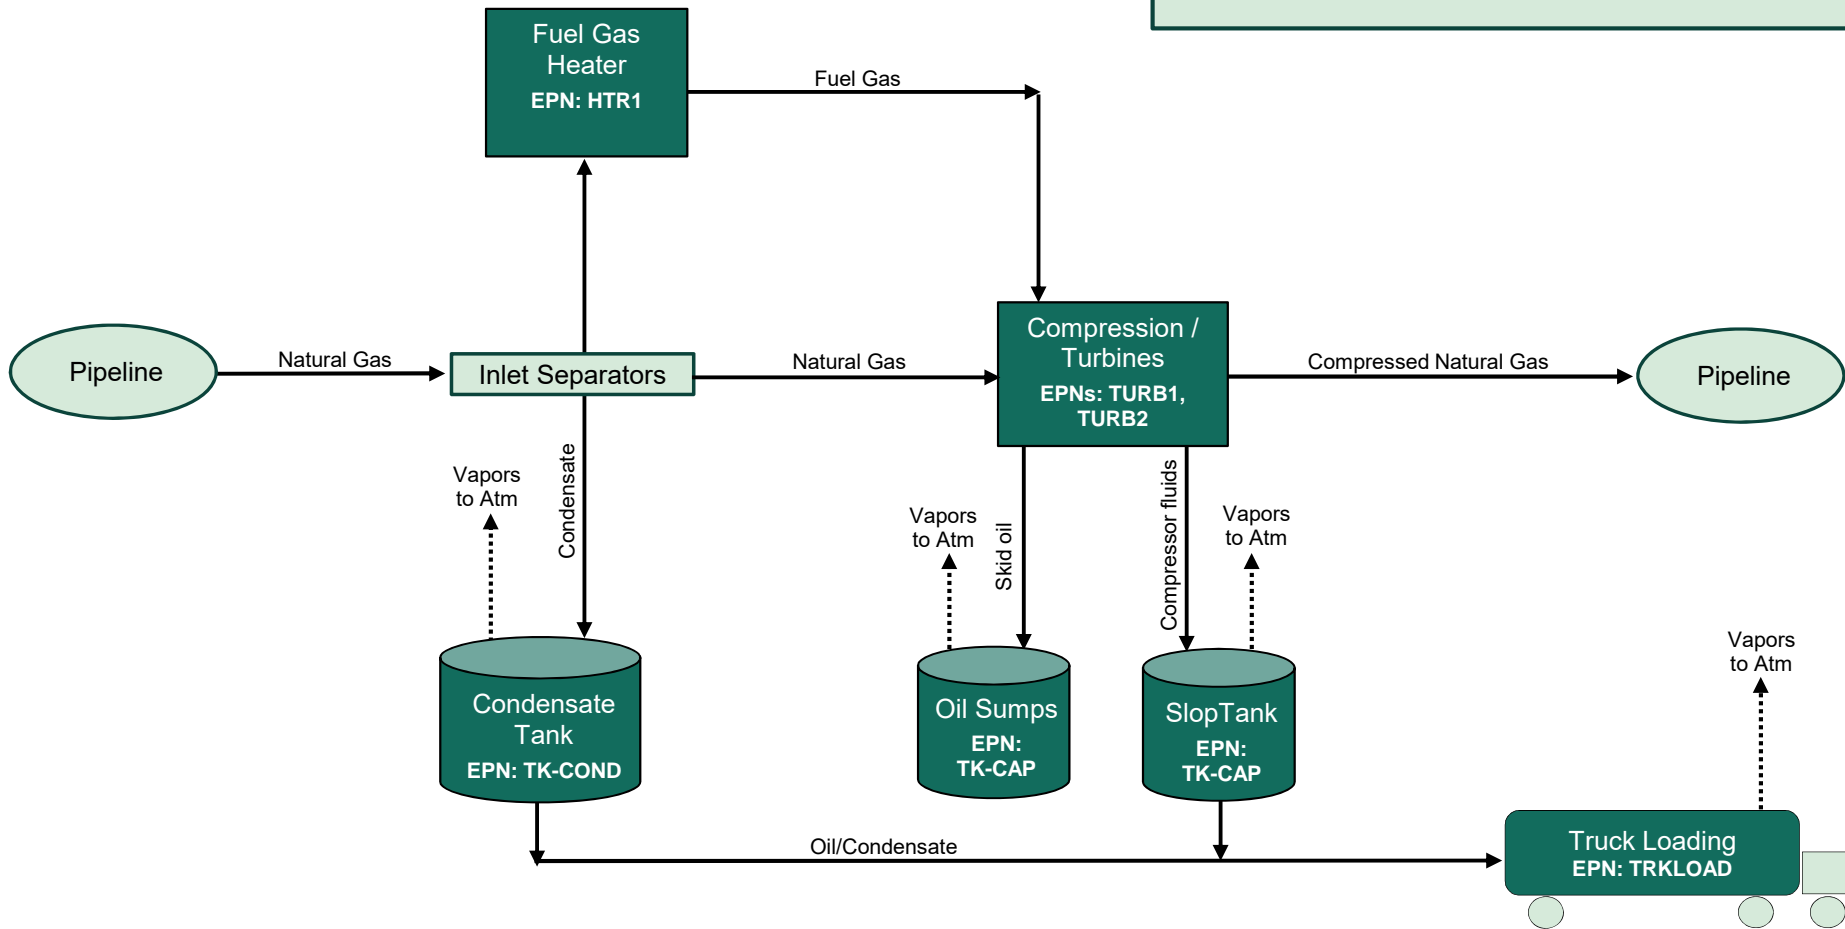 Fuel Gas
Heater
EPN: HTR1
Fuel Gas
Pipeline
Natural Gas
Inlet Separators
Natural Gas
Compression /
Turbines
EPNs: TURB1,
TURB2
Compressed Natural Gas
Pipeline
Vapors
to Atm
Condensate
Vapors
to Atm
Skid oil
Compressor fluids
Vapors
to Atm
Vapors
to Atm
Condensate
Tank
EPN: TK-COND
Oil Sumps
EPN:
TK-CAP
SlopTank
EPN:
TK-CAP
Oil/Condensate
Truck Loading
EPN: TRKLOAD